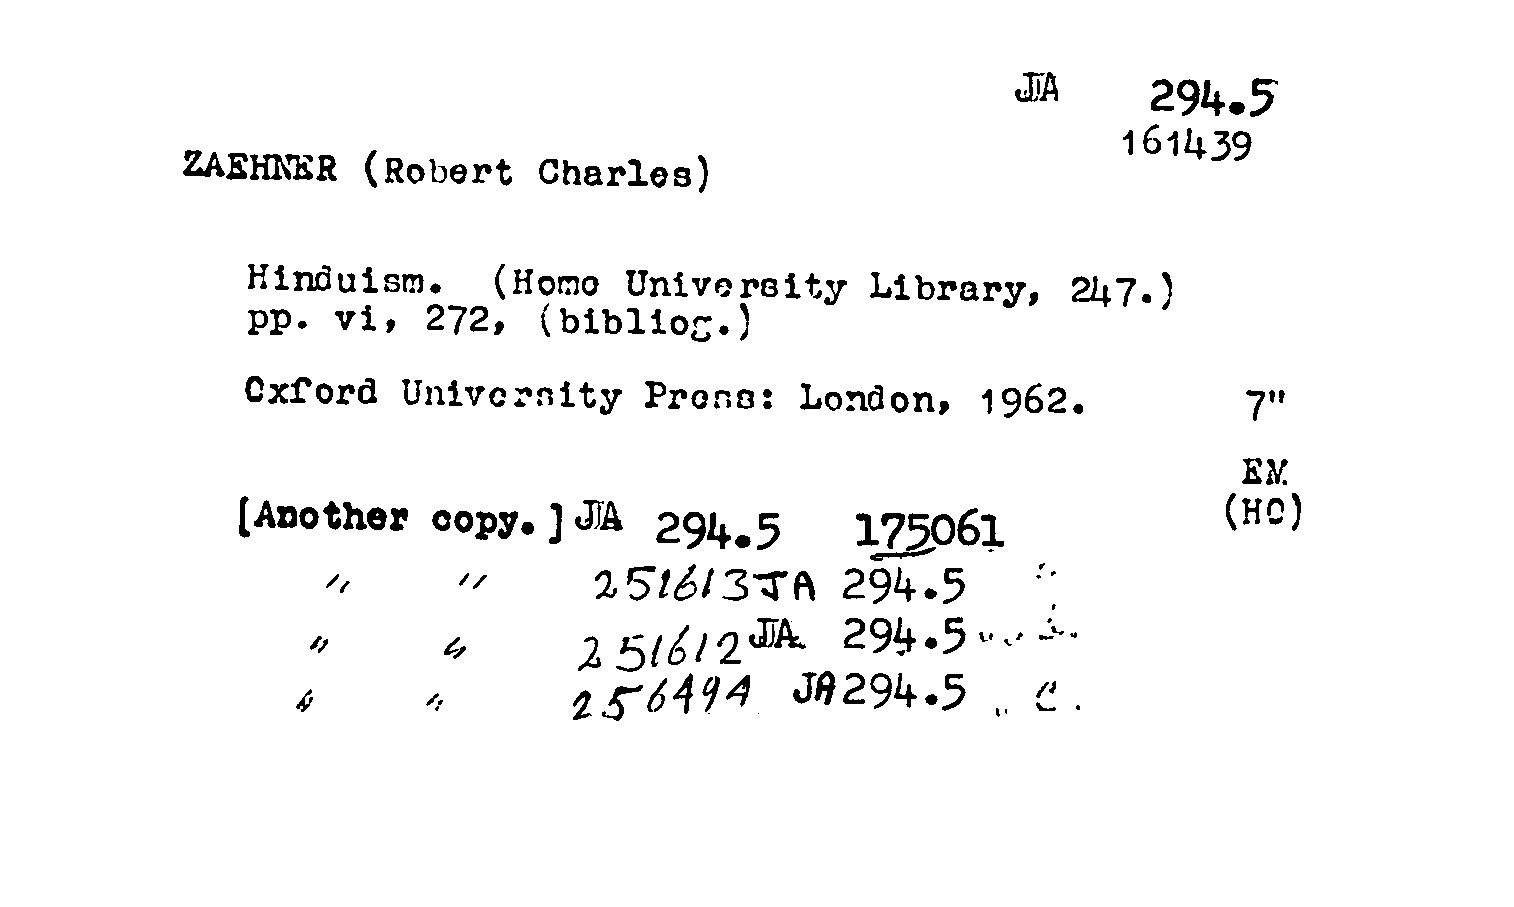 JA 294.5
161439
ZAEHNER (Robert Charles)
Hinduism. (Home University Library, 247.)
pp. vi, 272, (bibliog.)
Oxford University Press: London, 1962. 7"
EM
(HC)
[Another copy.] JA 294.5 175061
" " 251613 JA 294.5
" " 251612 JA 294.5
" " 256494 JA 294.5